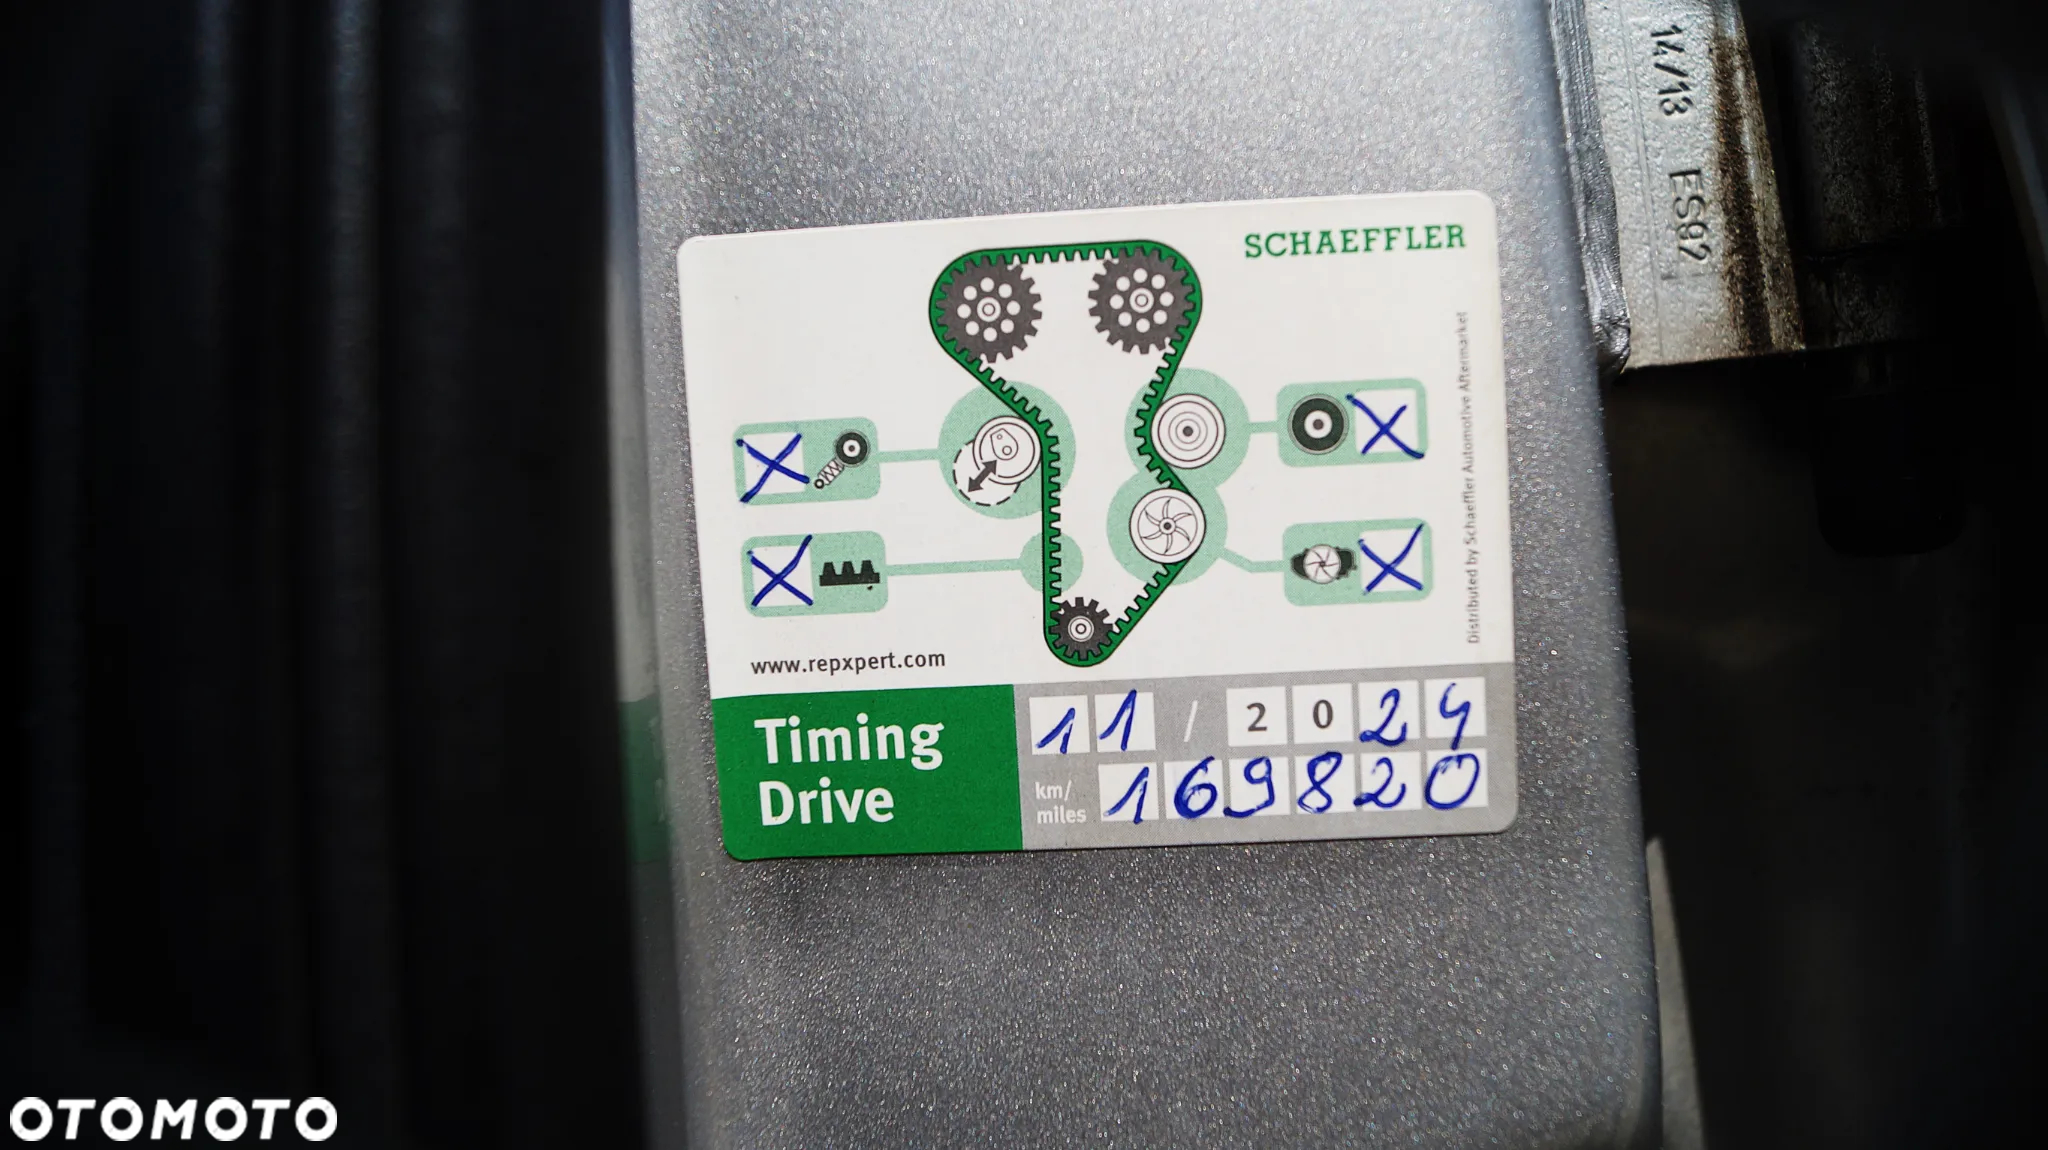 14/13 ES92
SCHAEFFLER
Distributed by Schaeffler Automotive Aftermarket
www.repxpert.com
Timing
Drive
11 / 2024
km/
miles
169820
OTOMOTO